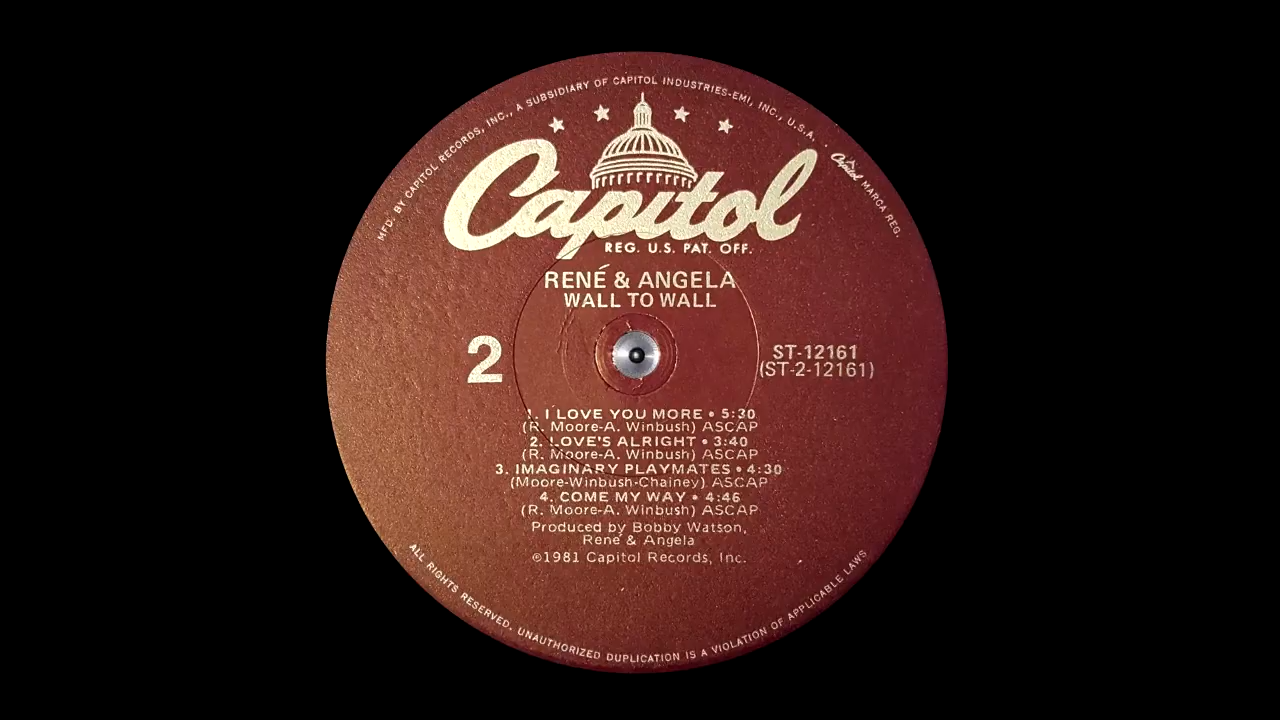 MFD. BY CAPITOL RECORDS, INC., A SUBSIDIARY OF CAPITOL INDUSTRIES-EMI, INC., U.S.A. • Capitol MARCA REG.
Capitol
REG. U.S. PAT. OFF.
RENÉ & ANGELA
WALL TO WALL
2
ST-12161
(ST-2-12161)
1. I LOVE YOU MORE • 5:30
(R. Moore-A. Winbush) ASCAP
2. LOVE'S ALRIGHT • 3:40
(R. Moore-A. Winbush) ASCAP
3. IMAGINARY PLAYMATES • 4:30
(Moore-Winbush-Chainey) ASCAP
4. COME MY WAY • 4:46
(R. Moore-A. Winbush) ASCAP
Produced by Bobby Watson,
René & Angela
℗1981 Capitol Records, Inc.
ALL RIGHTS RESERVED. UNAUTHORIZED DUPLICATION IS A VIOLATION OF APPLICABLE LAWS